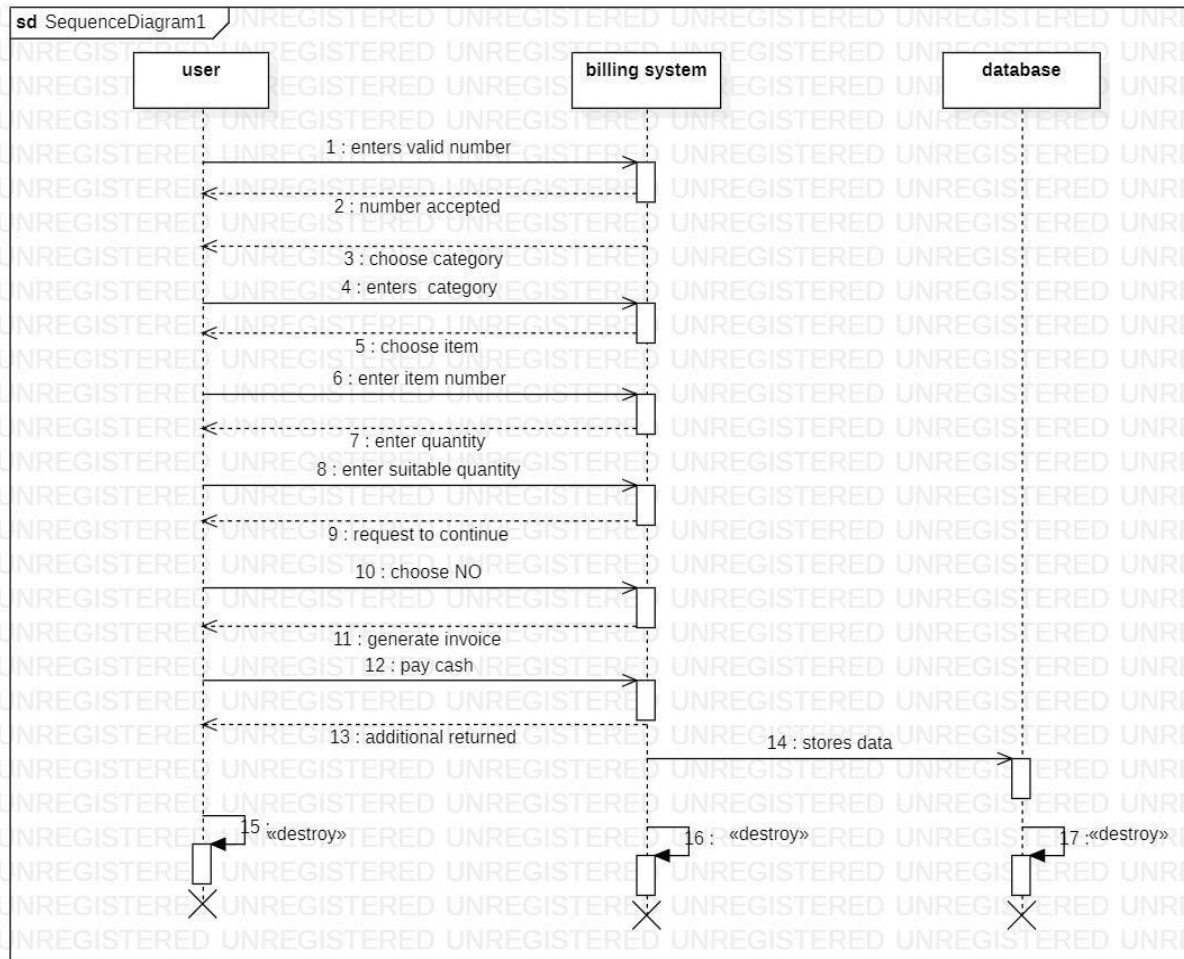 sd SequenceDiagram1
user
billing system
database
1 : enters valid number
2 : number accepted
3 : choose category
4 : enters  category
5 : choose item
6 : enter item number
7 : enter quantity
8 : enter suitable quantity
9 : request to continue
10 : choose NO
11 : generate invoice
12 : pay cash
13 : additional returned
14 : stores data
15 : «destroy»
16 : «destroy»
17 : «destroy»
UNREGISTERED